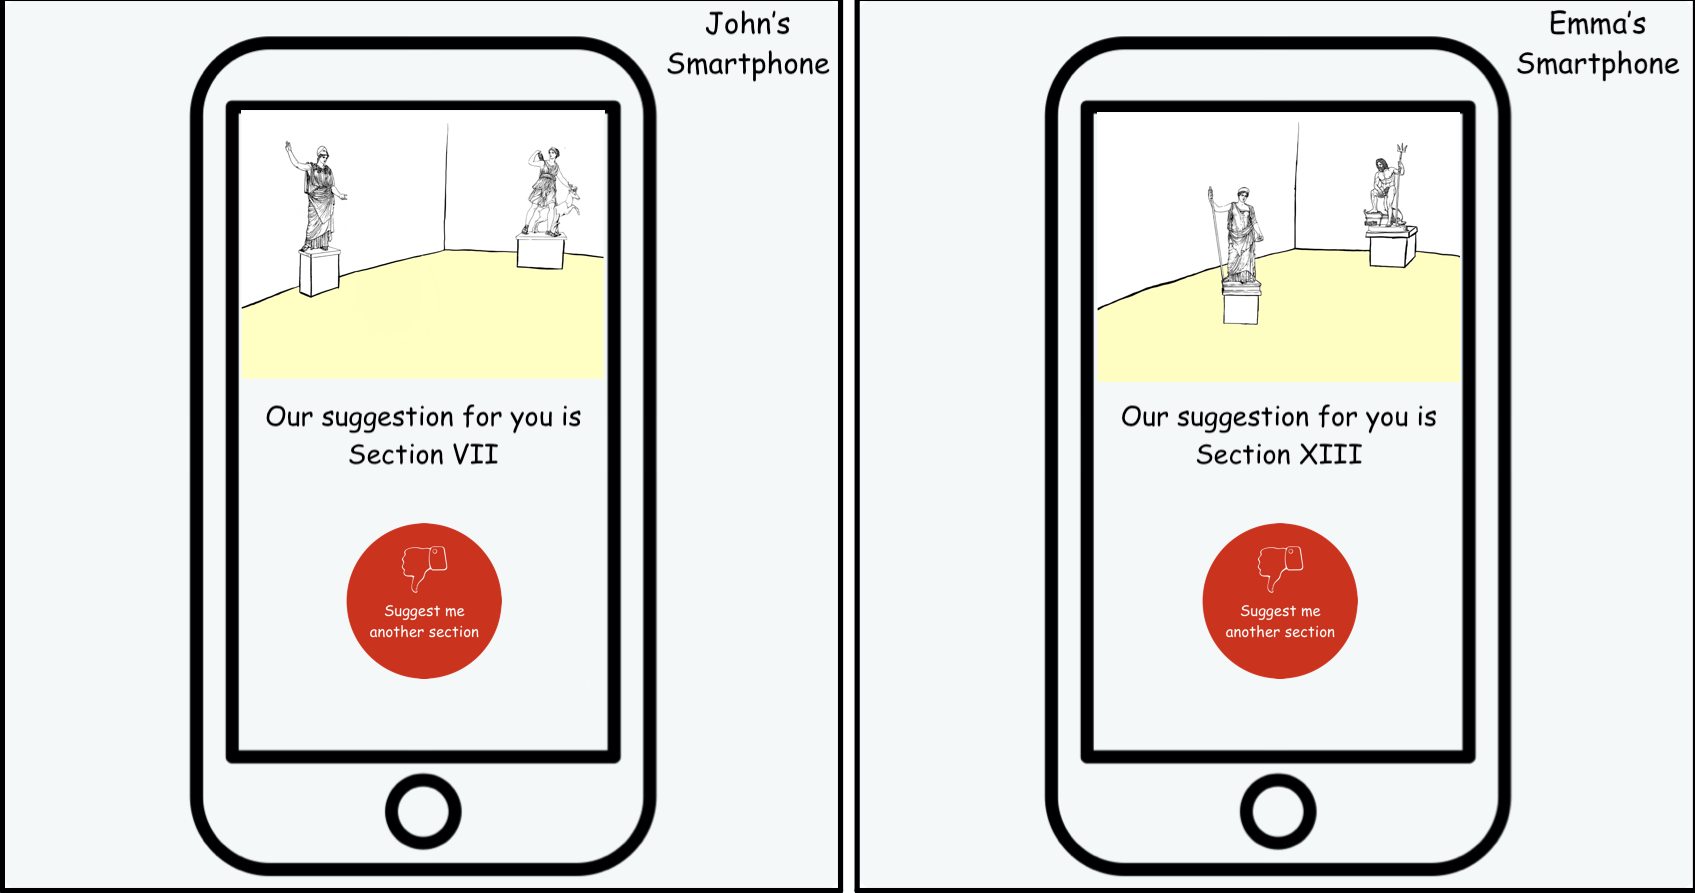 John's
Smartphone
Our suggestion for you is
Section VII
Suggest me
another section
Emma's
Smartphone
Our suggestion for you is
Section XIII
Suggest me
another section